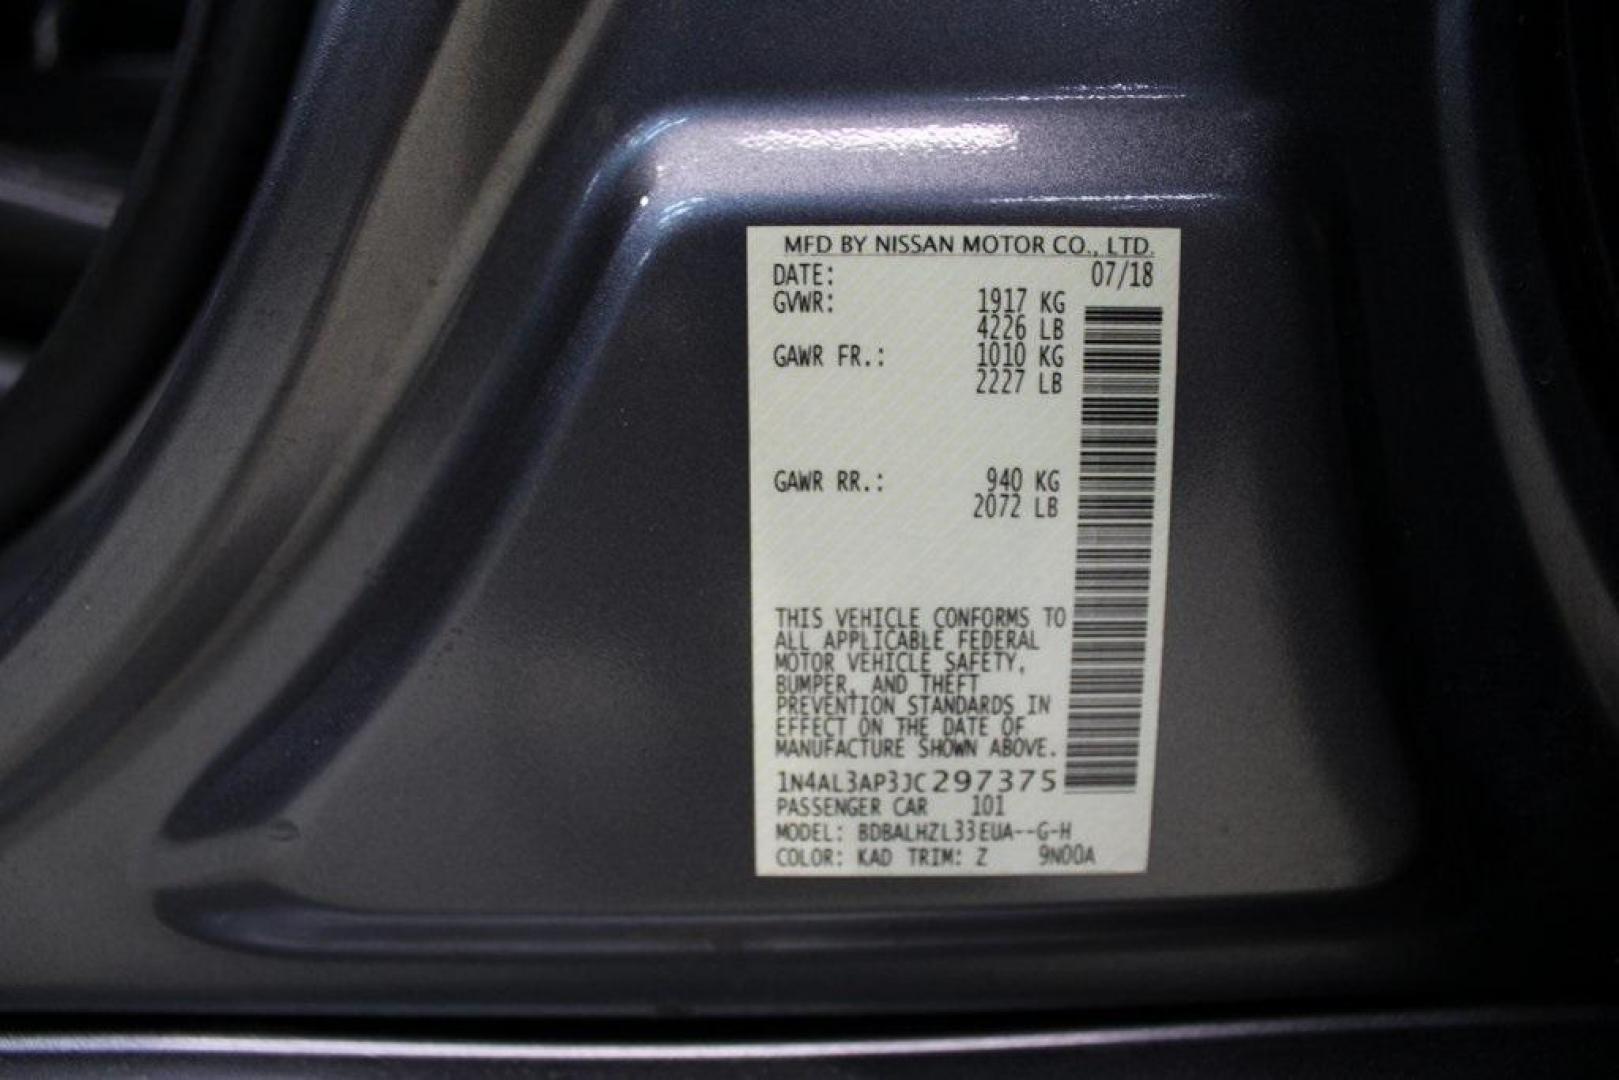 MFD BY NISSAN MOTOR CO., LTD.
DATE: 07/18
GVWR: 1917 KG
4226 LB
GAWR FR.: 1010 KG
2227 LB
GAWR RR.: 940 KG
2072 LB
THIS VEHICLE CONFORMS TO
ALL APPLICABLE FEDERAL
MOTOR VEHICLE SAFETY,
BUMPER, AND THEFT
PREVENTION STANDARDS IN
EFFECT ON THE DATE OF
MANUFACTURE SHOWN ABOVE.
1N4AL3AP3JC297375
PASSENGER CAR 101
MODEL: BDBALHZL33EUA--G-H
COLOR: KAD TRIM: Z 9N00A